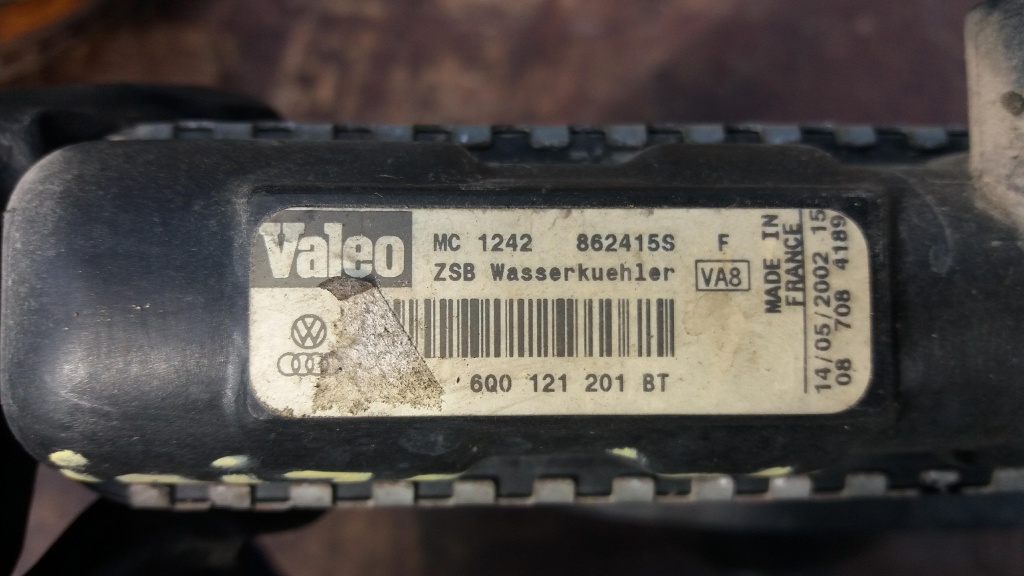 Valeo
MC 1242 862415S F
ZSB Wasserkuehler VA8
6Q0 121 201 BT
MADE IN
FRANCE
14/05/2002 15
08 708 4189